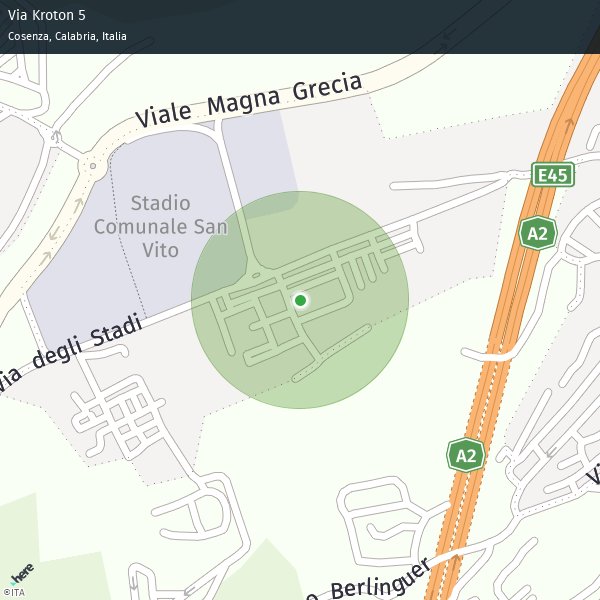 Via Kroton 5
Cosenza, Calabria, Italia
Viale Magna Grecia
E45
Stadio
Comunale San
Vito
A2
Via degli Stadi
A2
Vi
o Berlinguer
here
©ITA